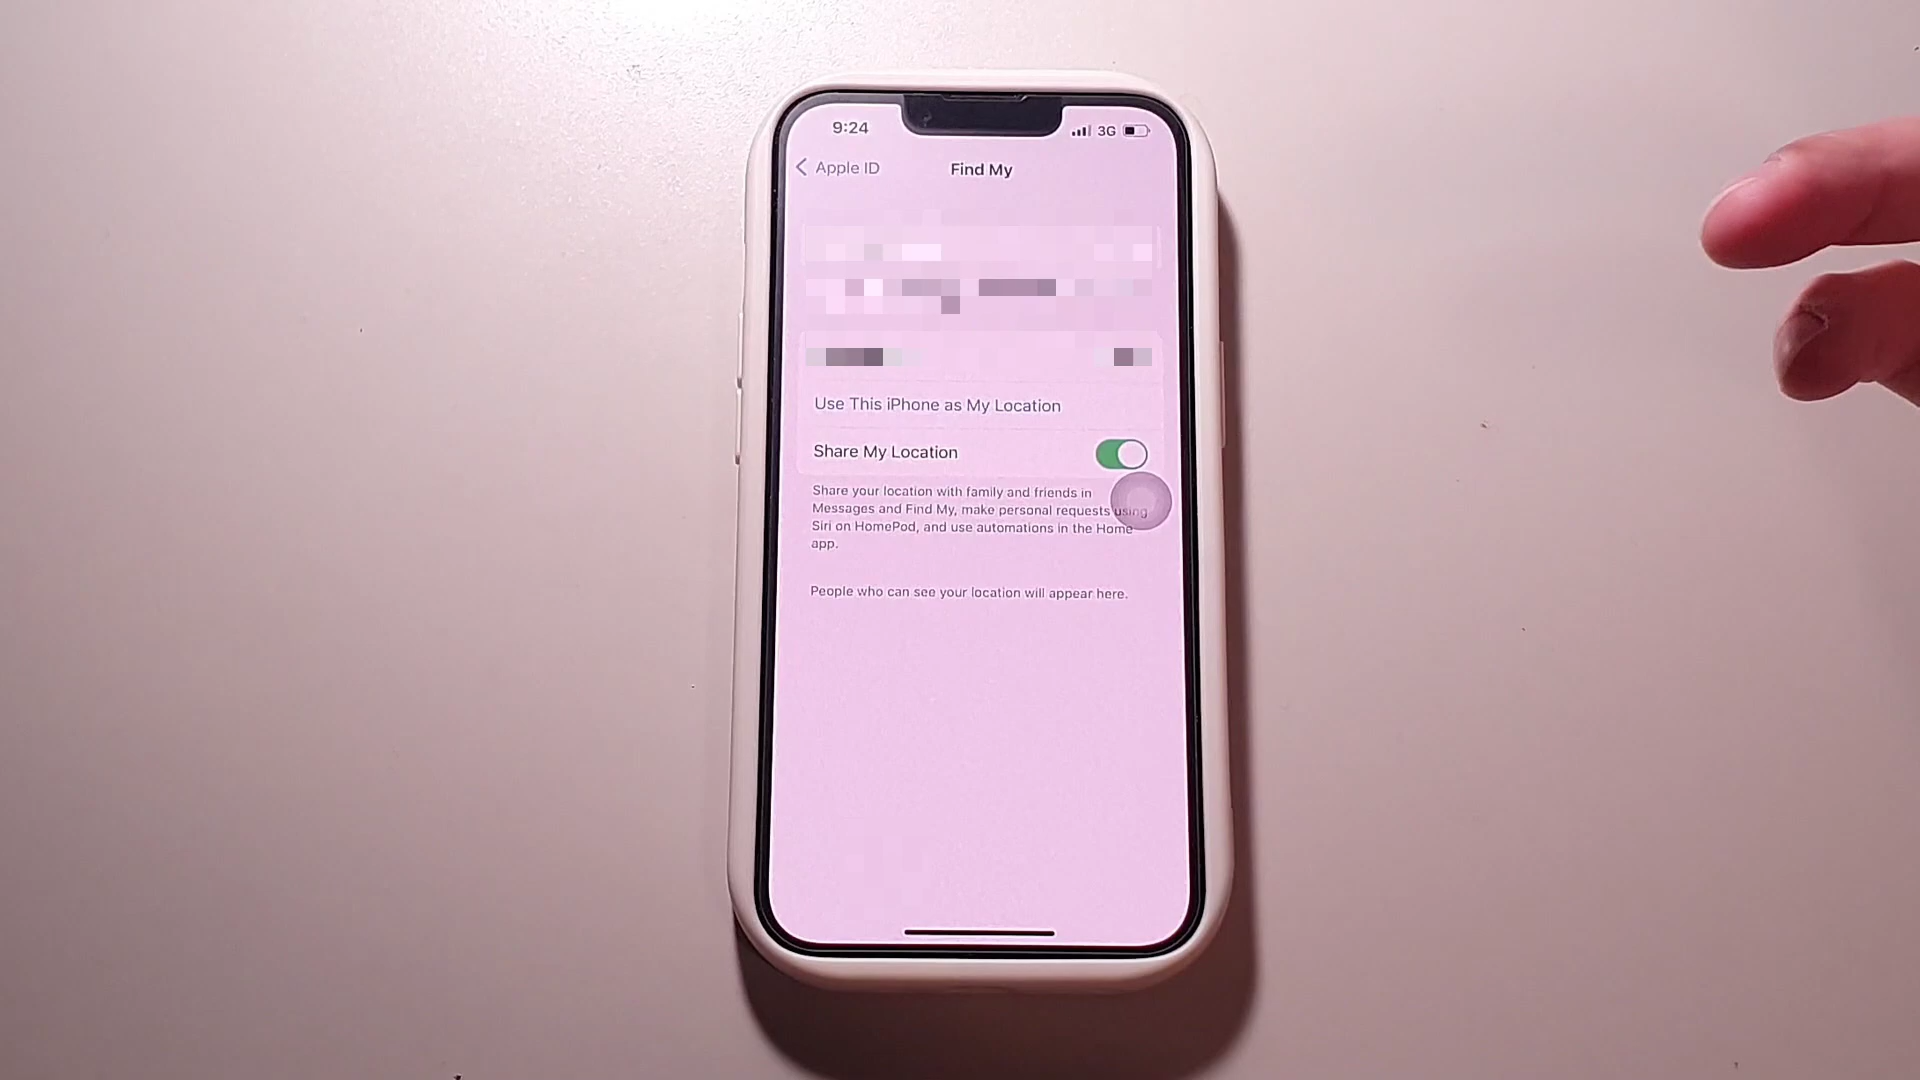 9:24
3G
Apple ID
Find My
Use This iPhone as My Location
Share My Location
Share your location with family and friends in
Messages and Find My, make personal requests using
Siri on HomePod, and use automations in the Home
app.
People who can see your location will appear here.